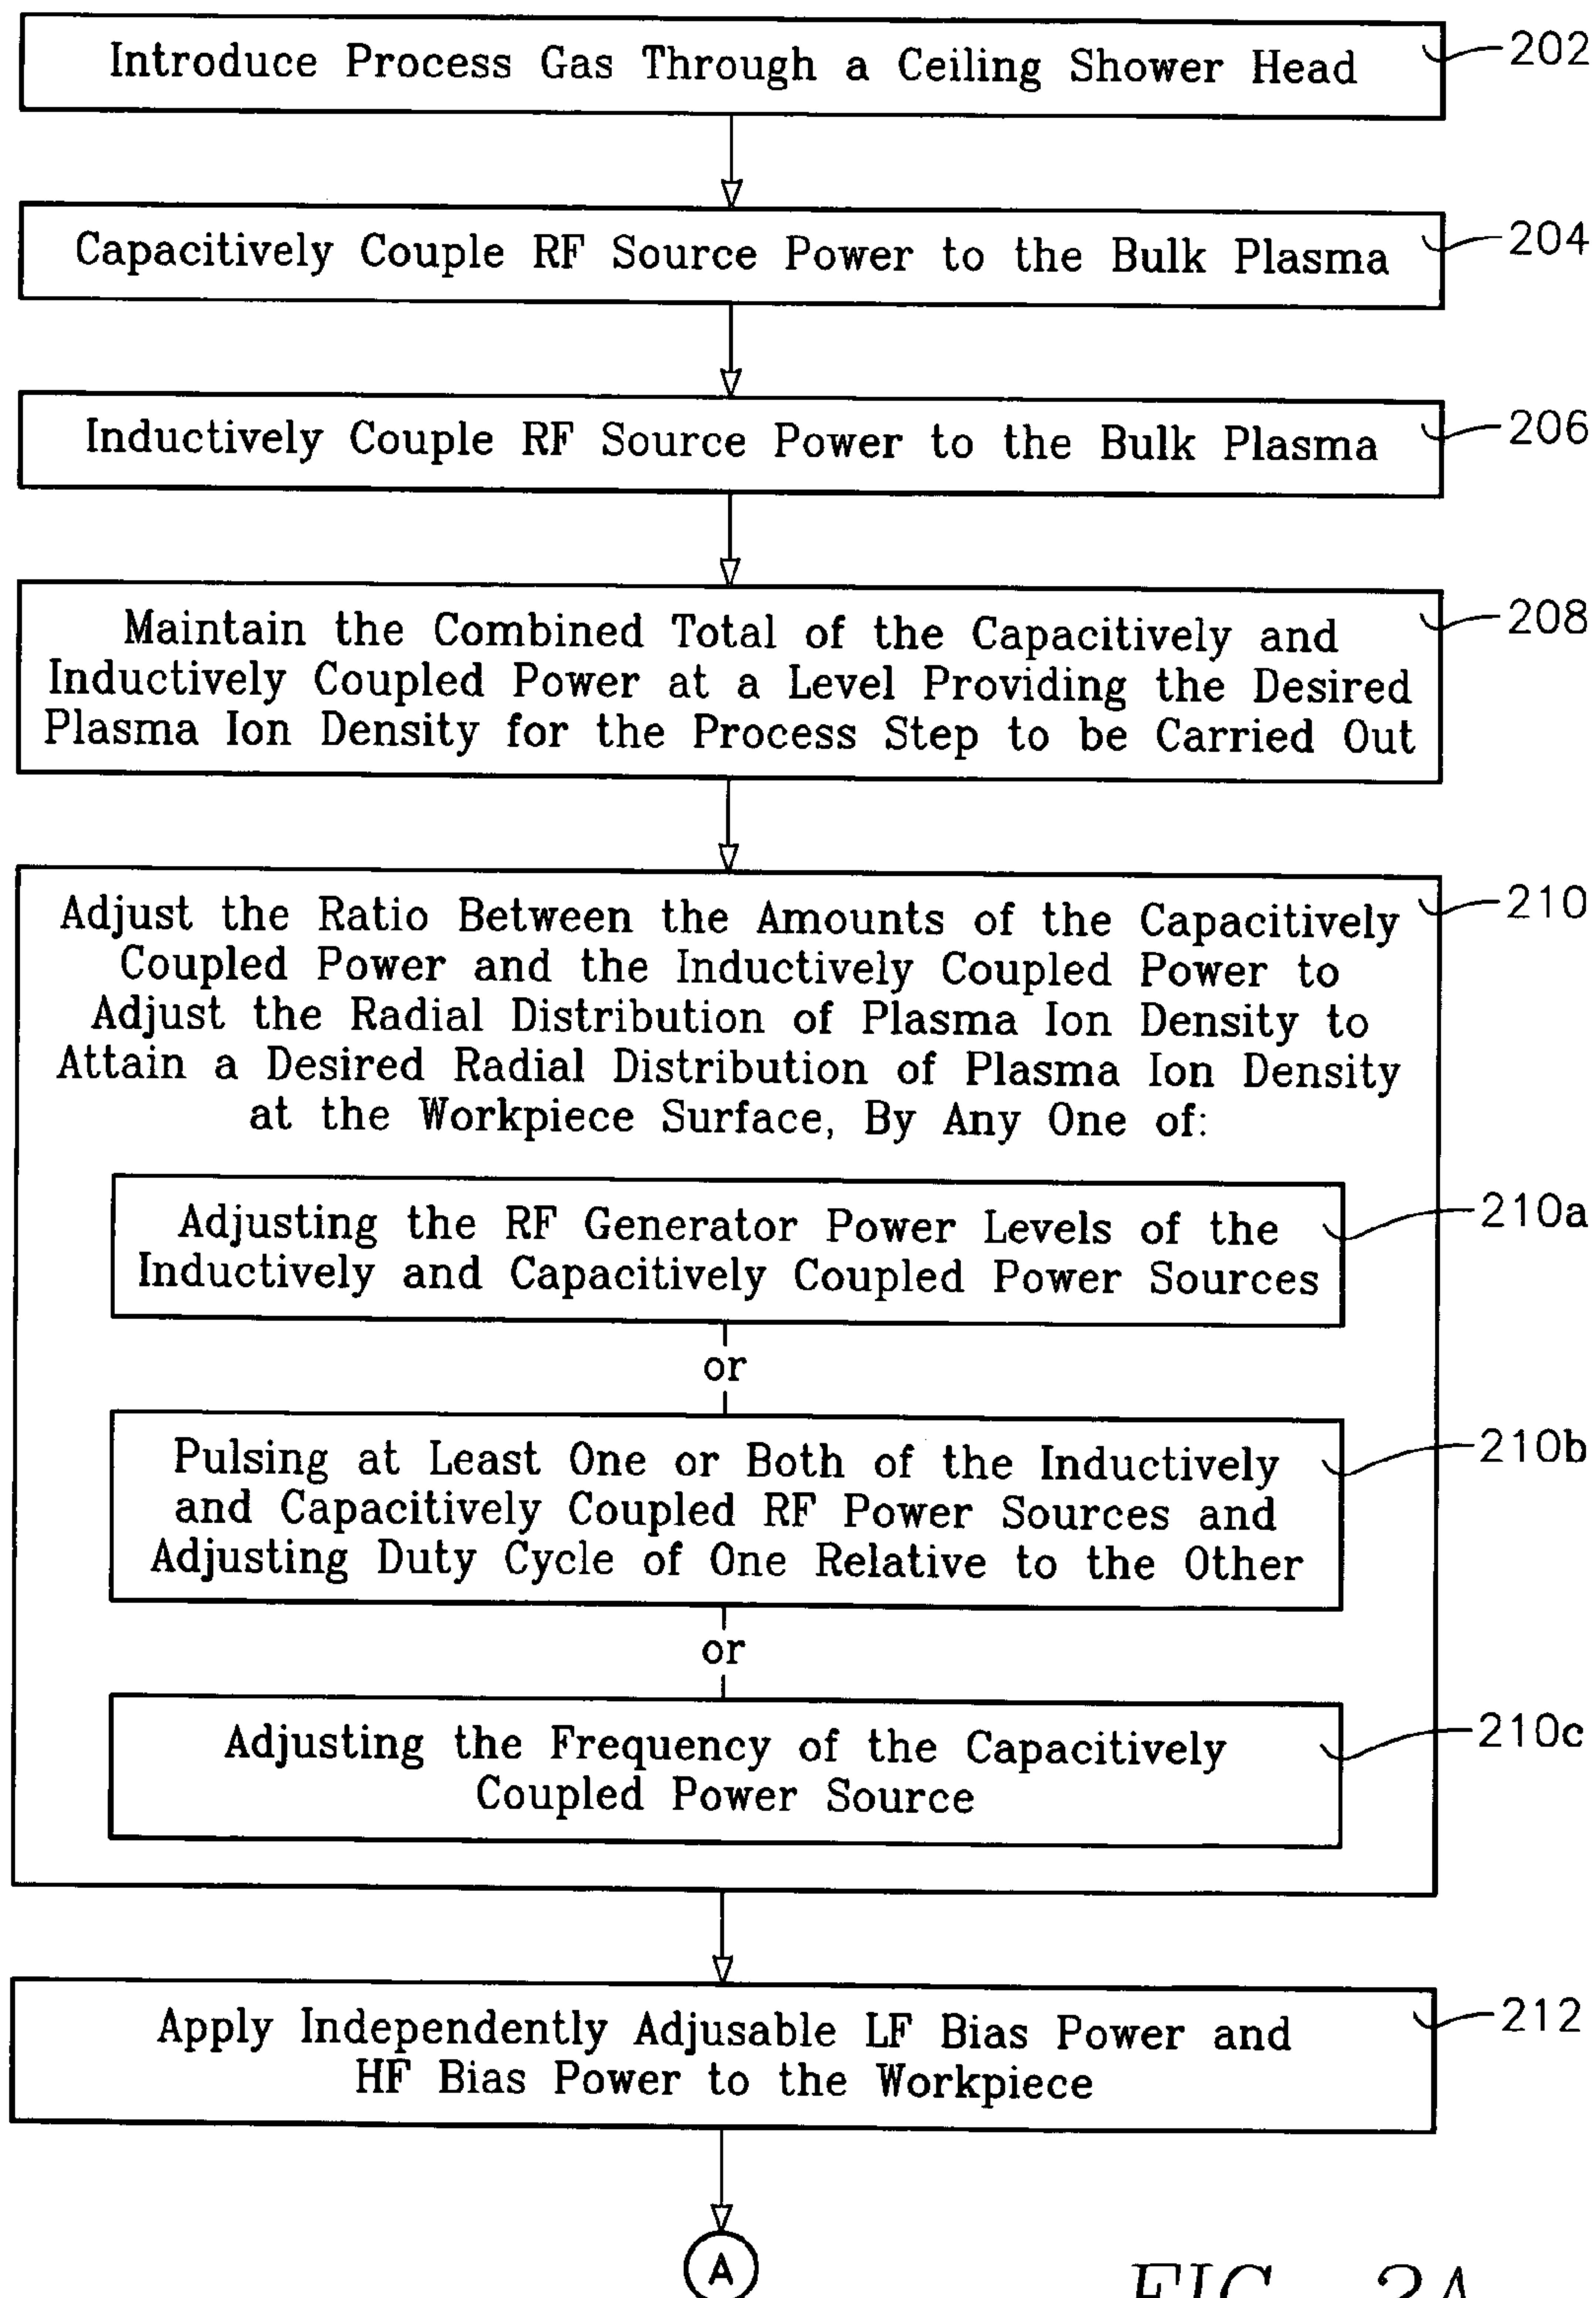 Introduce Process Gas Through a Ceiling Shower Head
202
Capacitively Couple RF Source Power to the Bulk Plasma
204
Inductively Couple RF Source Power to the Bulk Plasma
206
Maintain the Combined Total of the Capacitively and
Inductively Coupled Power at a Level Providing the Desired
Plasma Ion Density for the Process Step to be Carried Out
208
Adjust the Ratio Between the Amounts of the Capacitively
Coupled Power and the Inductively Coupled Power to
Adjust the Radial Distribution of Plasma Ion Density to
Attain a Desired Radial Distribution of Plasma Ion Density
at the Workpiece Surface, By Any One of:
210
Adjusting the RF Generator Power Levels of the
Inductively and Capacitively Coupled Power Sources
210a
or
Pulsing at Least One or Both of the Inductively
and Capacitively Coupled RF Power Sources and
Adjusting Duty Cycle of One Relative to the Other
210b
or
Adjusting the Frequency of the Capacitively
Coupled Power Source
210c
Apply Independently Adjusable LF Bias Power and
HF Bias Power to the Workpiece
212
A